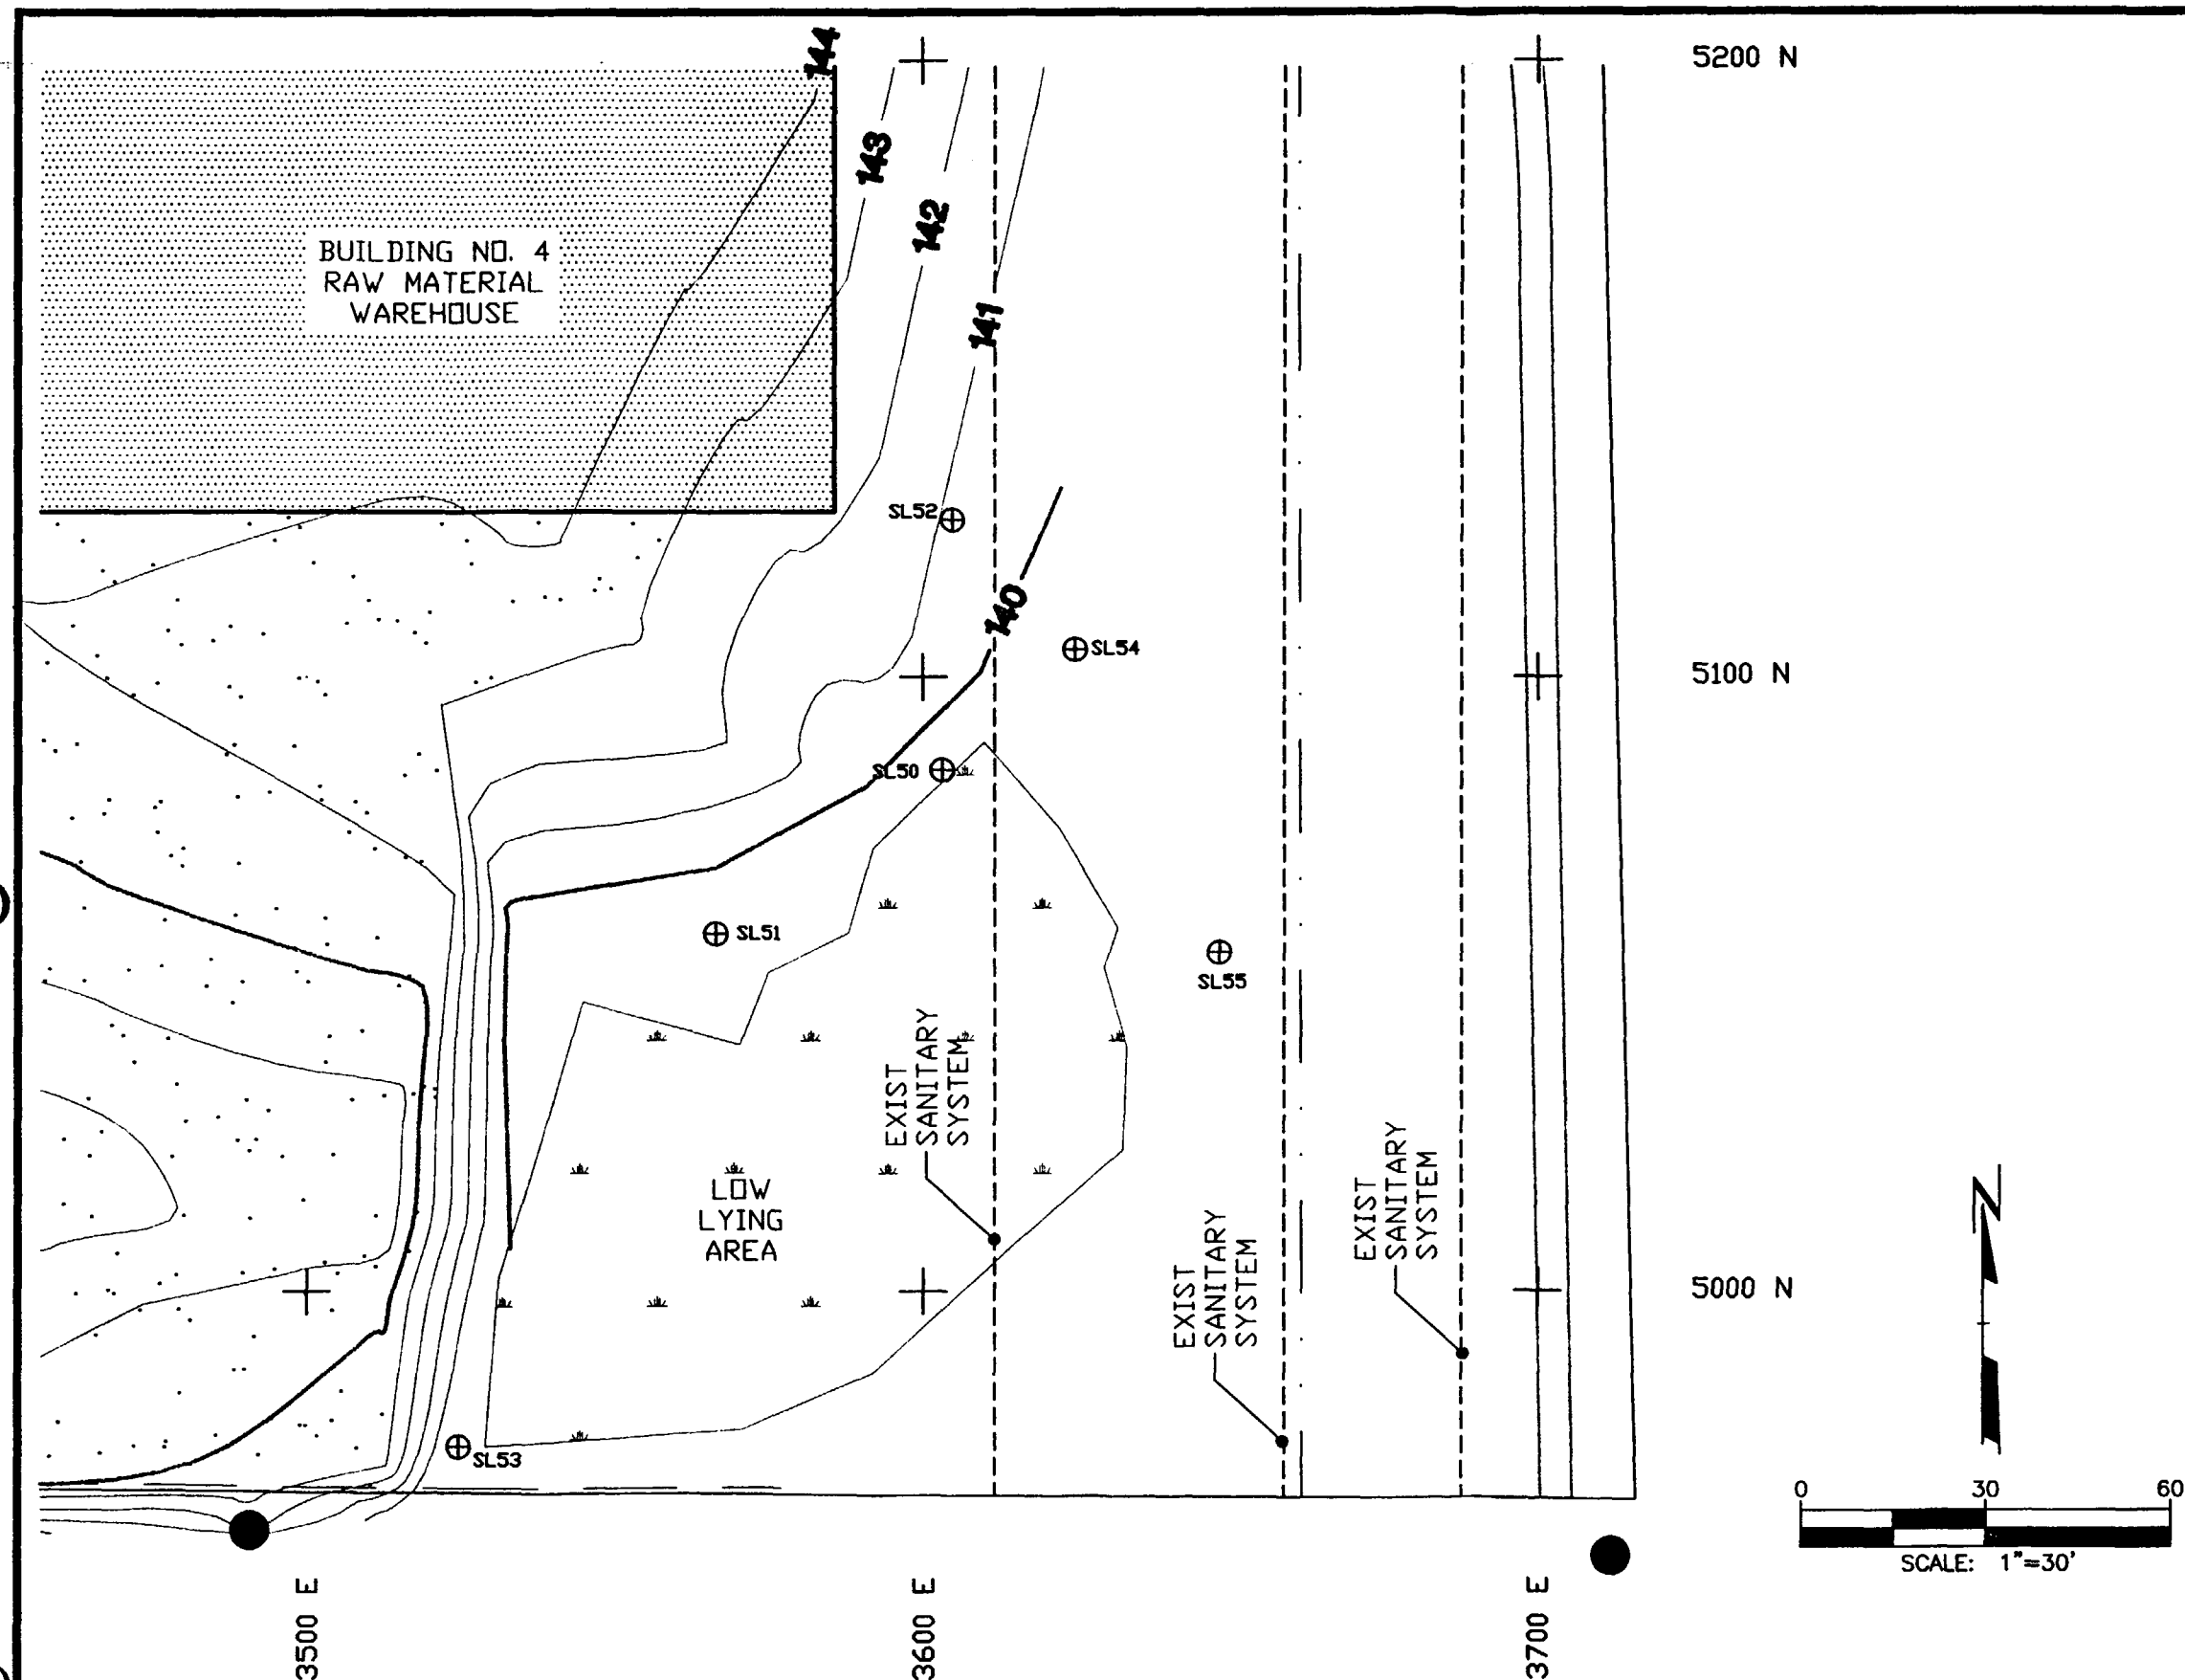 144
5200 N
143
142
BUILDING NO. 4
RAW MATERIAL
WAREHOUSE
141
SL52
140
SL54
5100 N
SL50
SL51
SL55
EXIST
SANITARY
SYSTEM
LOW
LYING
AREA
EXIST
SANITARY
SYSTEM
EXIST
SANITARY
SYSTEM
N
5000 N
SL53
0 30 60
SCALE: 1"=30'
3500 E
3600 E
3700 E